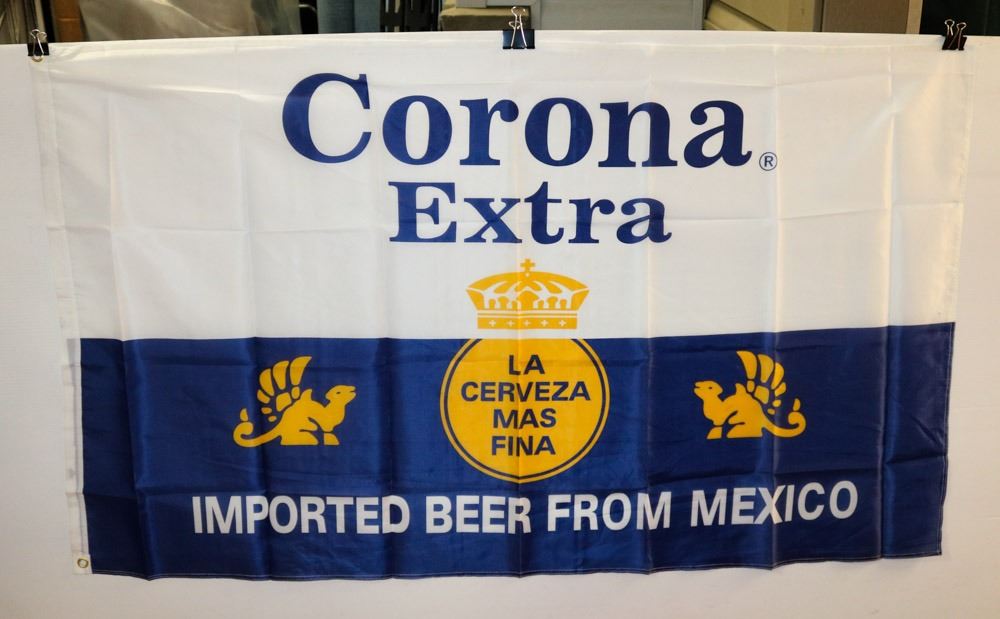 Corona®
Extra
LA
CERVEZA
MAS
FINA
IMPORTED BEER FROM MEXICO